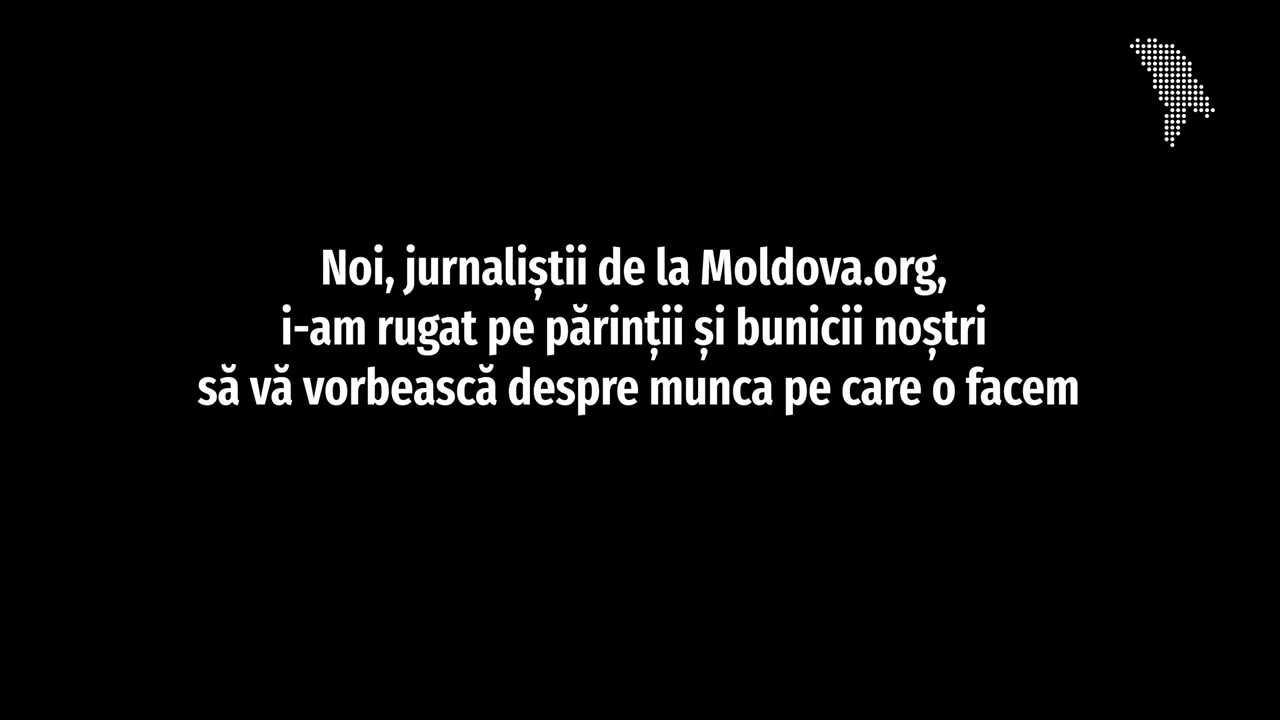 Noi, jurnaliștii de la Moldova.org,
i-am rugat pe părinții și bunicii noștri
să vă vorbească despre munca pe care o facem